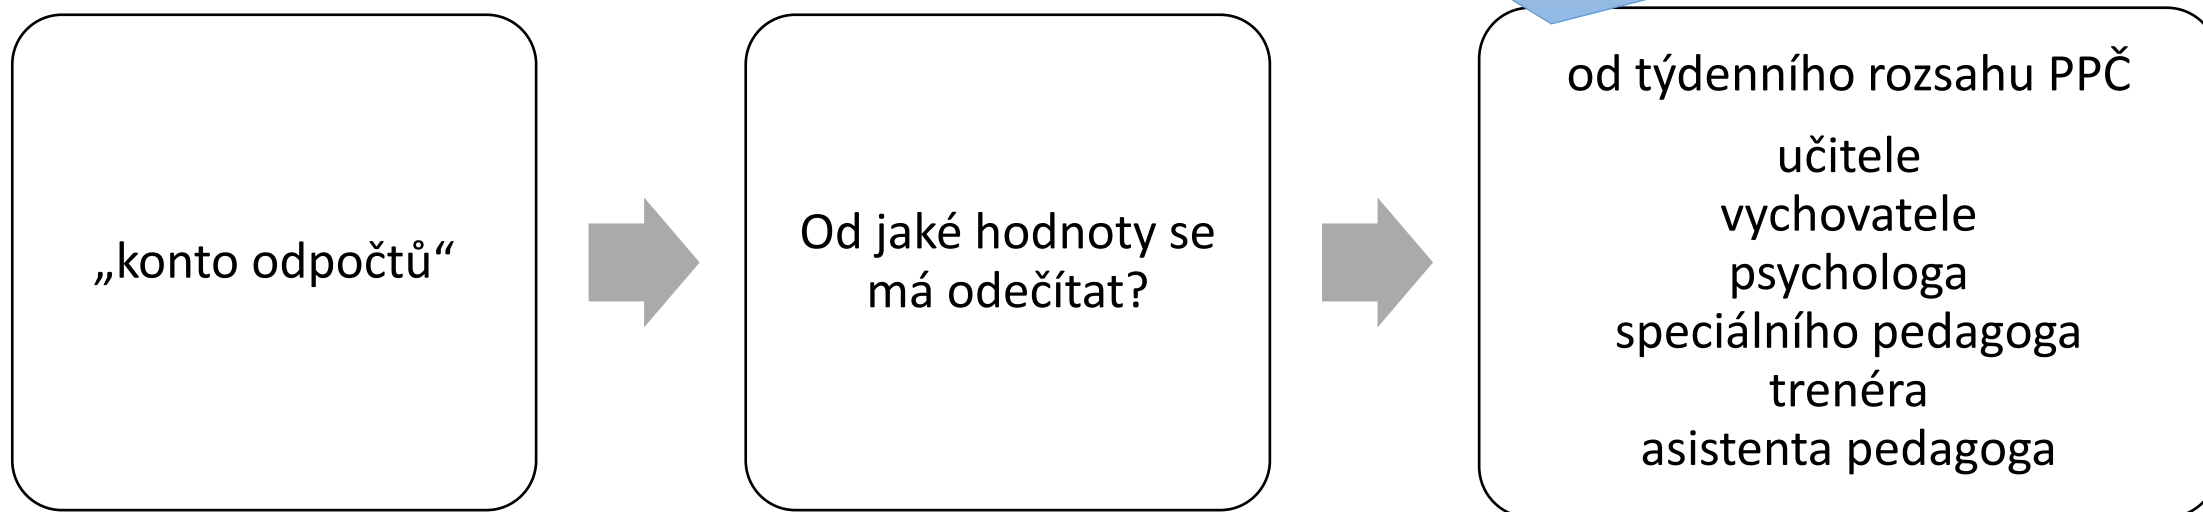 „konto odpočtů“
Od jaké hodnoty se
má odečítat?
od týdenního rozsahu PPČ
učitele
vychovatele
psychologa
speciálního pedagoga
trenéra
asistenta pedagoga